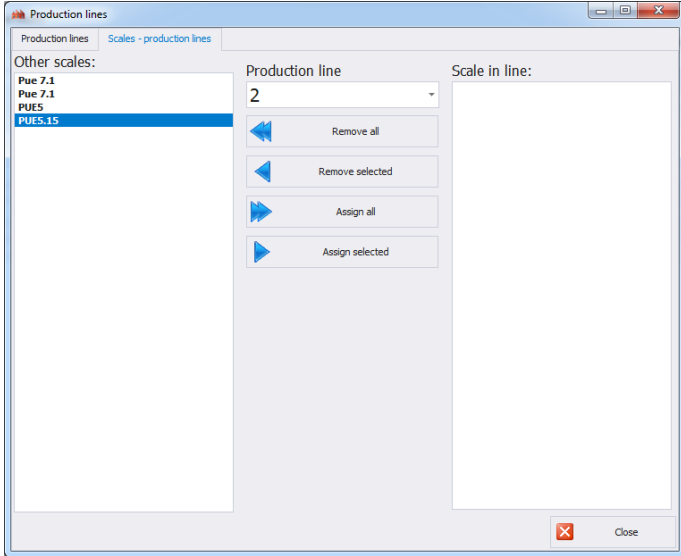 Production lines
Production lines
Scales - production lines
Other scales:
Pue 7.1
Pue 7.1
PUE5
PUE5.15
Production line
2
Remove all
Remove selected
Assign all
Assign selected
Scale in line:
Close